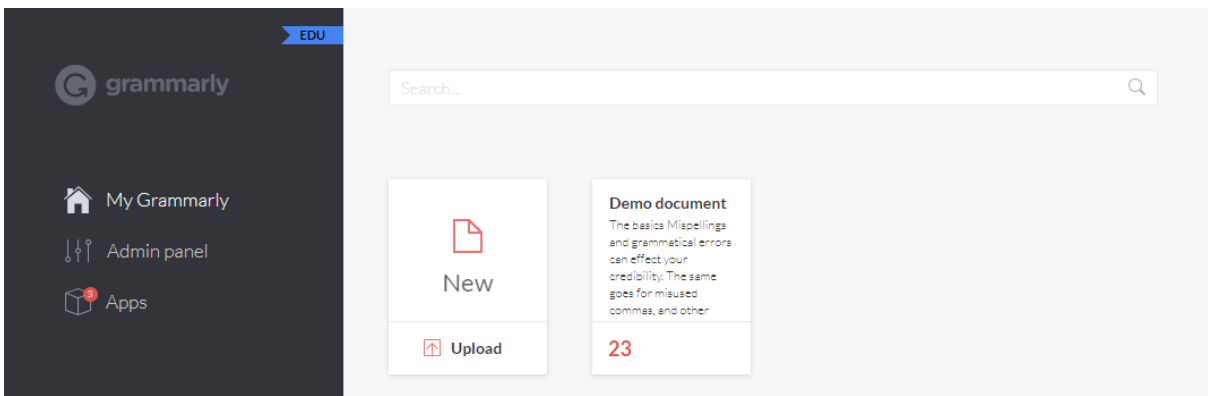 EDU
grammarly
My Grammarly
Admin panel
3
Apps
Search...
New
Upload
Demo document
The basics Mispellings
and grammatical errors
can effect your
credibility. The same
goes for misused
commas, and other
23